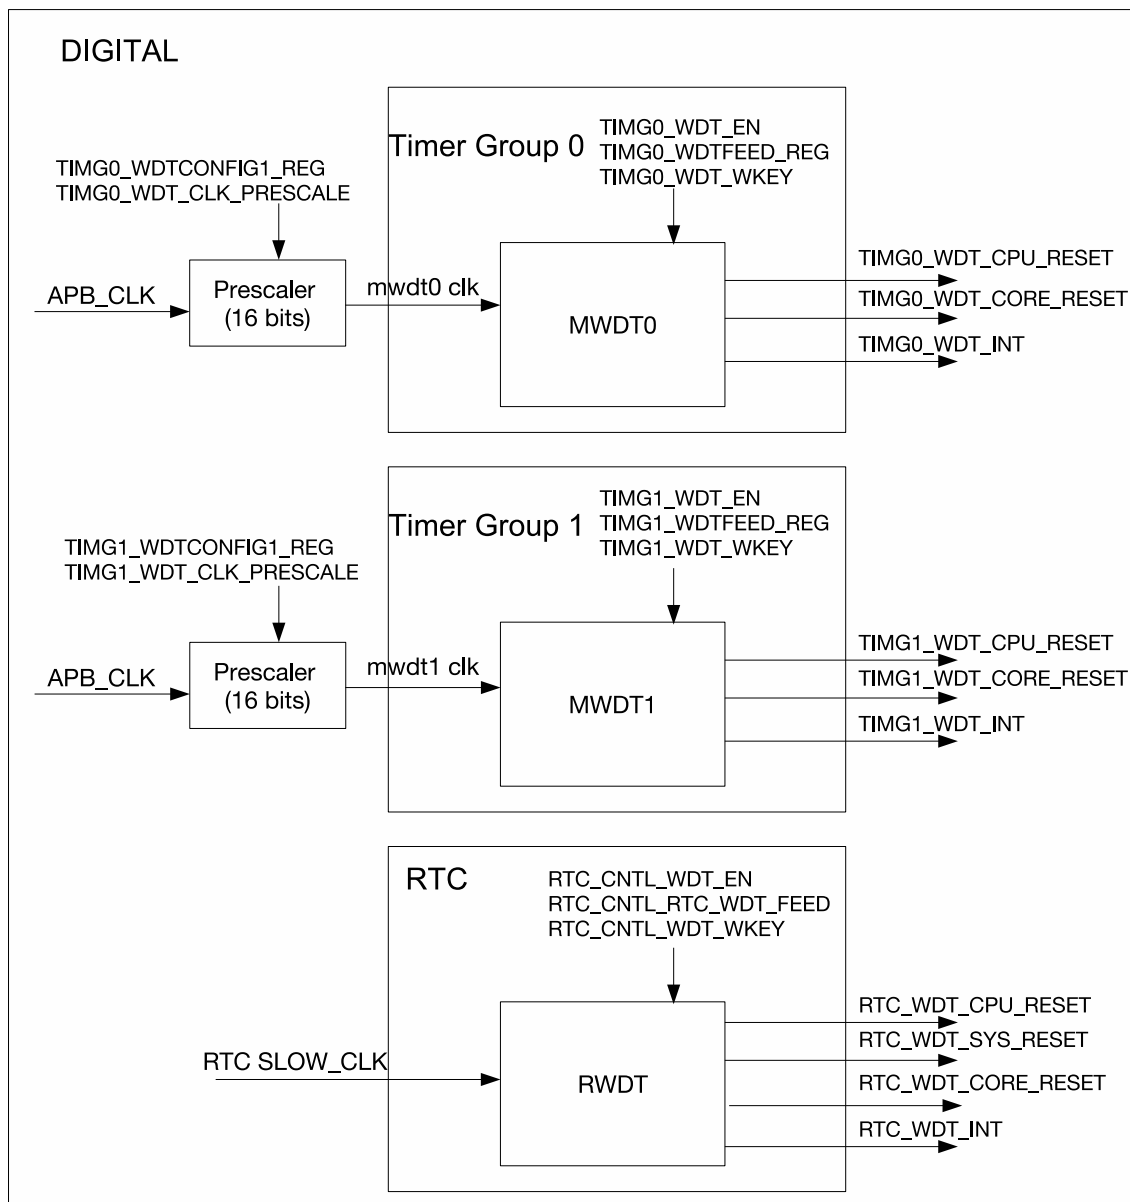 DIGITAL
Timer Group 0
TIMG0_WDT_EN
TIMG0_WDTFEED_REG
TIMG0_WDT_WKEY
TIMG0_WDTCONFIG1_REG
TIMG0_WDT_CLK_PRESCALE
APB_CLK
Prescaler
(16 bits)
mwdt0 clk
MWDT0
TIMG0_WDT_CPU_RESET
TIMG0_WDT_CORE_RESET
TIMG0_WDT_INT
Timer Group 1
TIMG1_WDT_EN
TIMG1_WDTFEED_REG
TIMG1_WDT_WKEY
TIMG1_WDTCONFIG1_REG
TIMG1_WDT_CLK_PRESCALE
APB_CLK
Prescaler
(16 bits)
mwdt1 clk
MWDT1
TIMG1_WDT_CPU_RESET
TIMG1_WDT_CORE_RESET
TIMG1_WDT_INT
RTC
RTC_CNTL_WDT_EN
RTC_CNTL_RTC_WDT_FEED
RTC_CNTL_WDT_WKEY
RTC SLOW_CLK
RWDT
RTC_WDT_CPU_RESET
RTC_WDT_SYS_RESET
RTC_WDT_CORE_RESET
RTC_WDT_INT